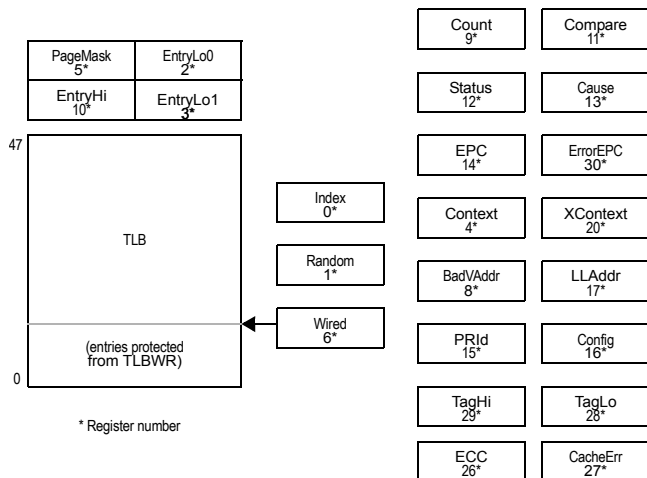 PageMask
5*
EntryLo0
2*
EntryHi
10*
EntryLo1
3*
47
TLB
(entries protected
from TLBWR)
0
* Register number
Index
0*
Random
1*
Wired
6*
Count
9*
Compare
11*
Status
12*
Cause
13*
EPC
14*
ErrorEPC
30*
Context
4*
XContext
20*
BadVAddr
8*
LLAddr
17*
PRId
15*
Config
16*
TagHi
29*
TagLo
28*
ECC
26*
CacheErr
27*